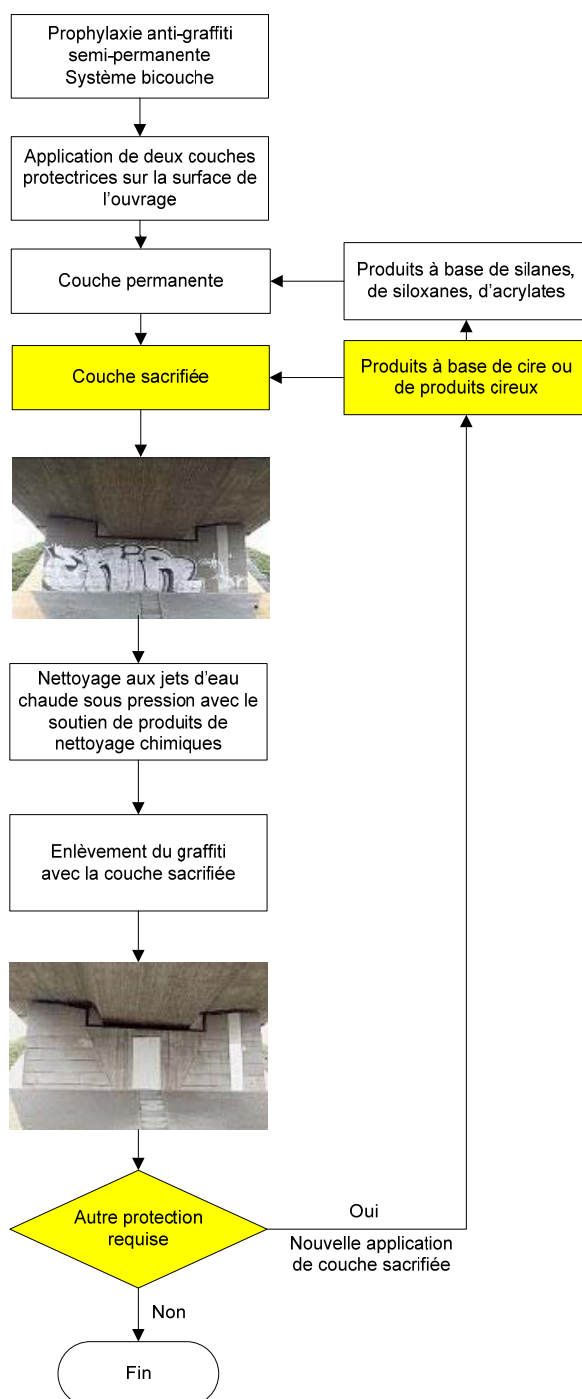 Prophylaxie anti-graffiti
semi-permanente
Système bicouche
Application de deux couches
protectrices sur la surface de
l'ouvrage
Couche permanente
Produits à base de silanes,
de siloxanes, d'acrylates
Couche sacrifiée
Produits à base de cire ou
de produits cireux
Nettoyage aux jets d'eau
chaude sous pression avec le
soutien de produits de
nettoyage chimiques
Enlèvement du graffiti
avec la couche sacrifiée
Autre protection
requise
Oui
Nouvelle application
de couche sacrifiée
Non
Fin